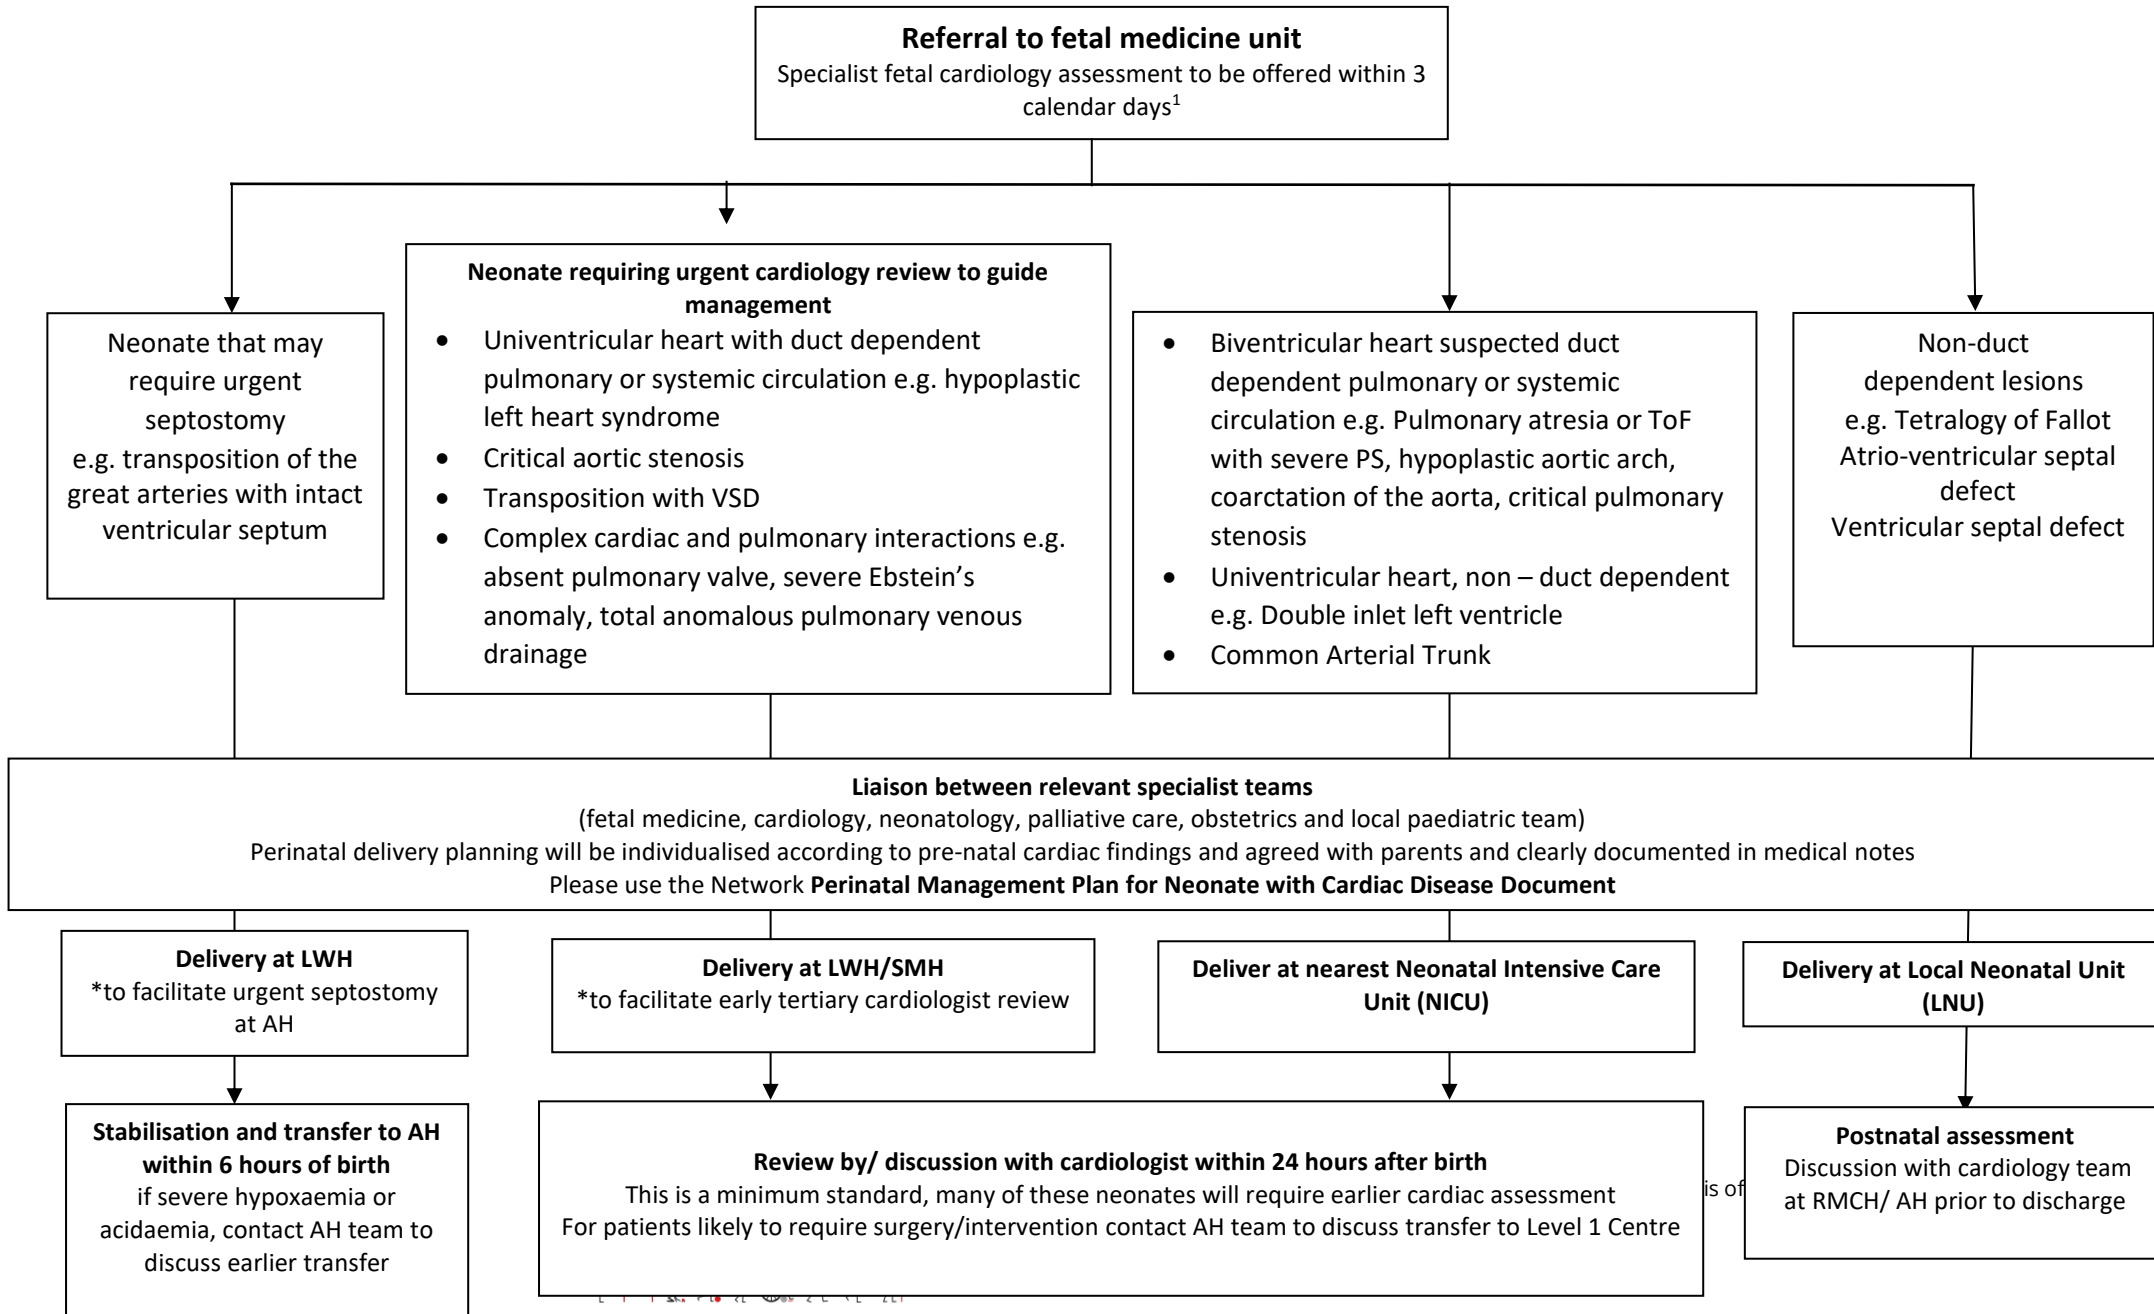 Referral to fetal medicine unit
Specialist fetal cardiology assessment to be offered within 3
calendar days1
Neonate that may
require urgent
septostomy
e.g. transposition of the
great arteries with intact
ventricular septum
Neonate requiring urgent cardiology review to guide
management
• Univentricular heart with duct dependent
pulmonary or systemic circulation e.g. hypoplastic
left heart syndrome
• Critical aortic stenosis
• Transposition with VSD
• Complex cardiac and pulmonary interactions e.g.
absent pulmonary valve, severe Ebstein’s
anomaly, total anomalous pulmonary venous
drainage
• Biventricular heart suspected duct
dependent pulmonary or systemic
circulation e.g. Pulmonary atresia or ToF
with severe PS, hypoplastic aortic arch,
coarctation of the aorta, critical pulmonary
stenosis
• Univentricular heart, non – duct dependent
e.g. Double inlet left ventricle
• Common Arterial Trunk
Non-duct
dependent lesions
e.g. Tetralogy of Fallot
Atrio-ventricular septal
defect
Ventricular septal defect
Liaison between relevant specialist teams
(fetal medicine, cardiology, neonatology, palliative care, obstetrics and local paediatric team)
Perinatal delivery planning will be individualised according to pre-natal cardiac findings and agreed with parents and clearly documented in medical notes
Please use the Network Perinatal Management Plan for Neonate with Cardiac Disease Document
Delivery at LWH
*to facilitate urgent septostomy
at AH
Delivery at LWH/SMH
*to facilitate early tertiary cardiologist review
Deliver at nearest Neonatal Intensive Care
Unit (NICU)
Delivery at Local Neonatal Unit
(LNU)
Stabilisation and transfer to AH
within 6 hours of birth
if severe hypoxaemia or
acidaemia, contact AH team to
discuss earlier transfer
Review by/ discussion with cardiologist within 24 hours after birth
This is a minimum standard, many of these neonates will require earlier cardiac assessment
For patients likely to require surgery/intervention contact AH team to discuss transfer to Level 1 Centre
is of
Postnatal assessment
Discussion with cardiology team
at RMCH/ AH prior to discharge